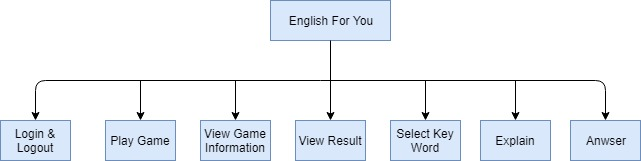 English For You
Login &
Logout
Play Game
View Game
Information
View Result
Select Key
Word
Explain
Anwser